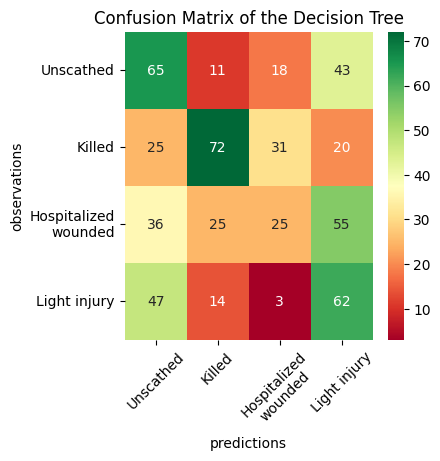 Confusion Matrix of the Decision Tree
observations
Unscathed 65 11 18 43
Killed 25 72 31 20
Hospitalized
wounded 36 25 25 55
Light injury 47 14 3 62
Unscathed
Killed
Hospitalized
wounded
Light injury
predictions
70
60
50
40
30
20
10